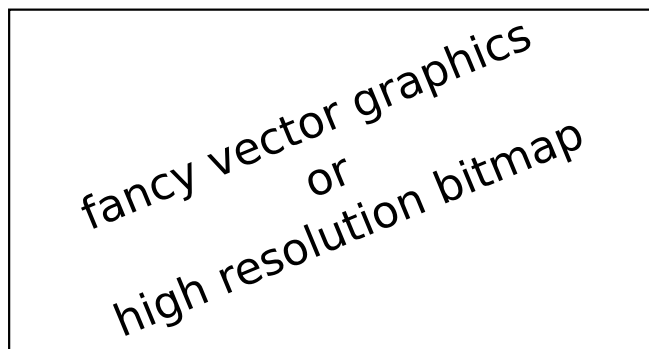 fancy vector graphics
or
high resolution bitmap